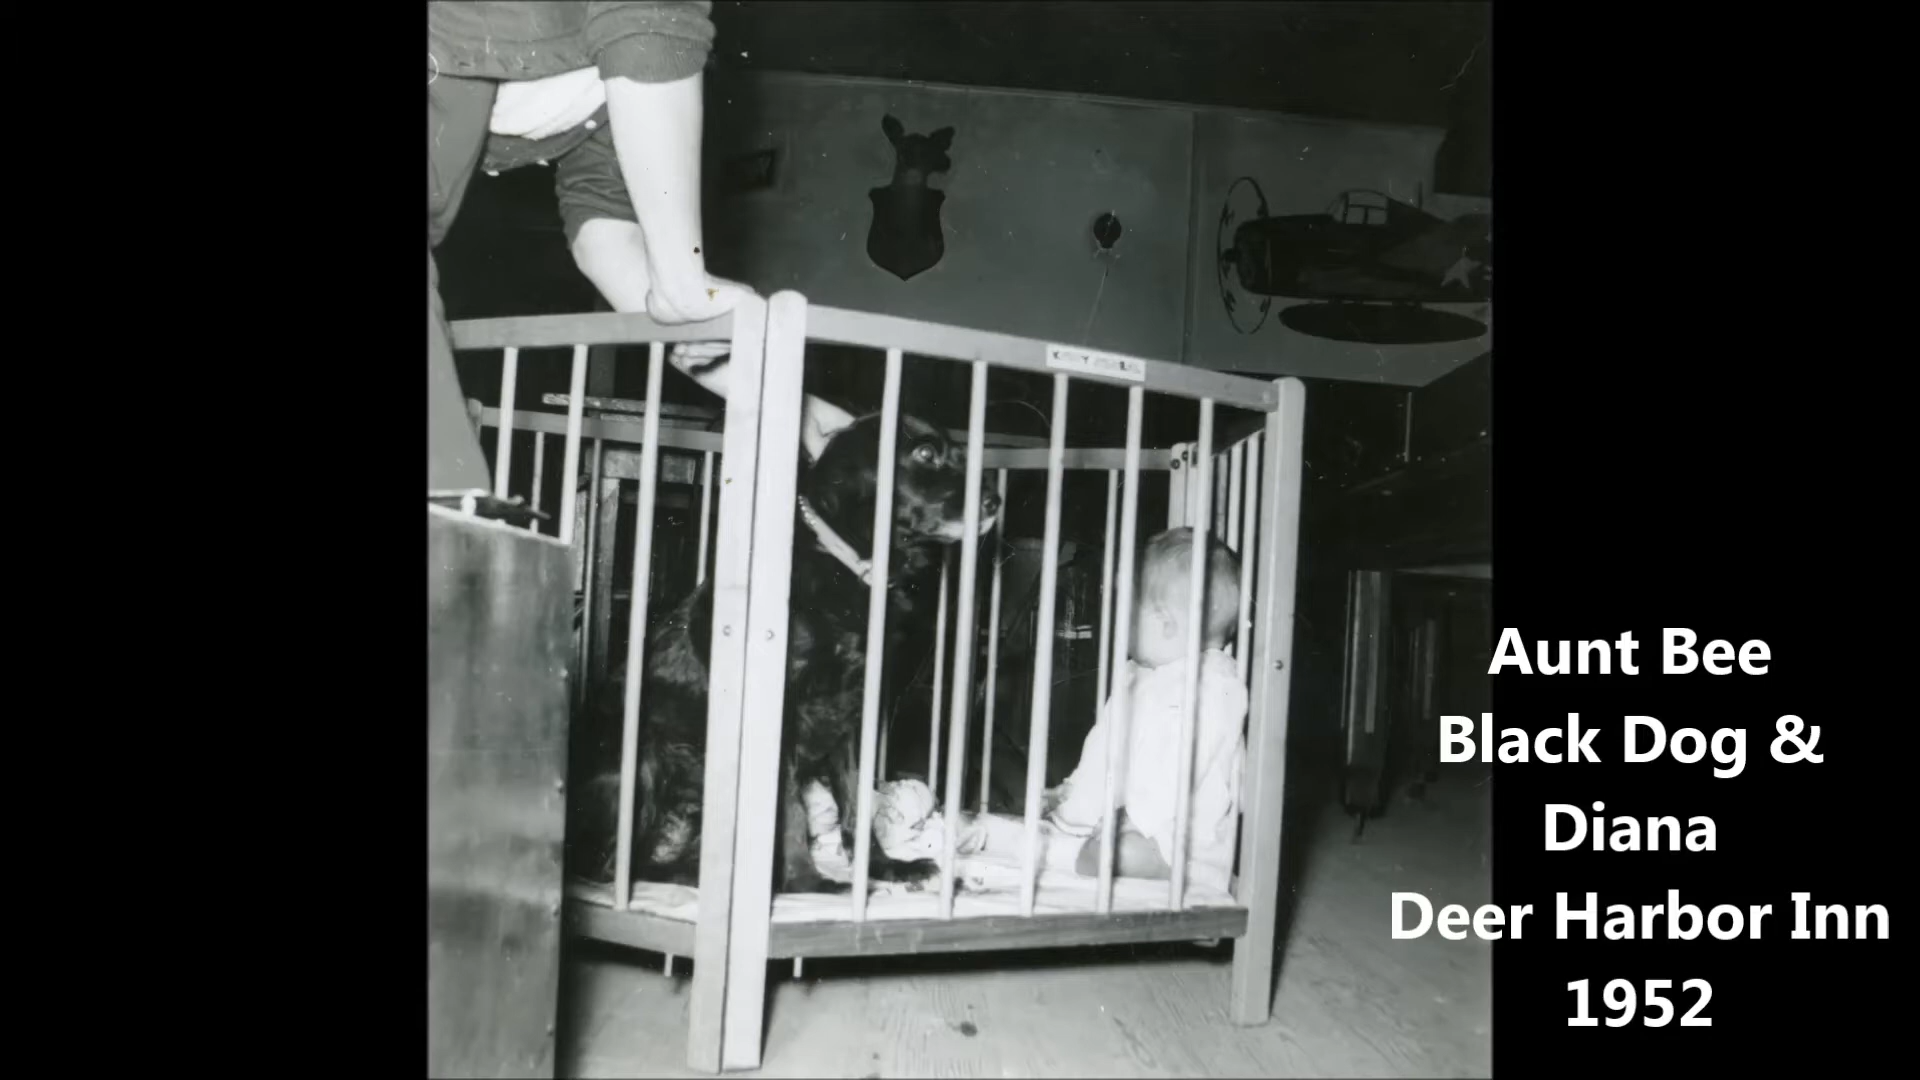 Aunt Bee
Black Dog &
Diana
Deer Harbor Inn
1952